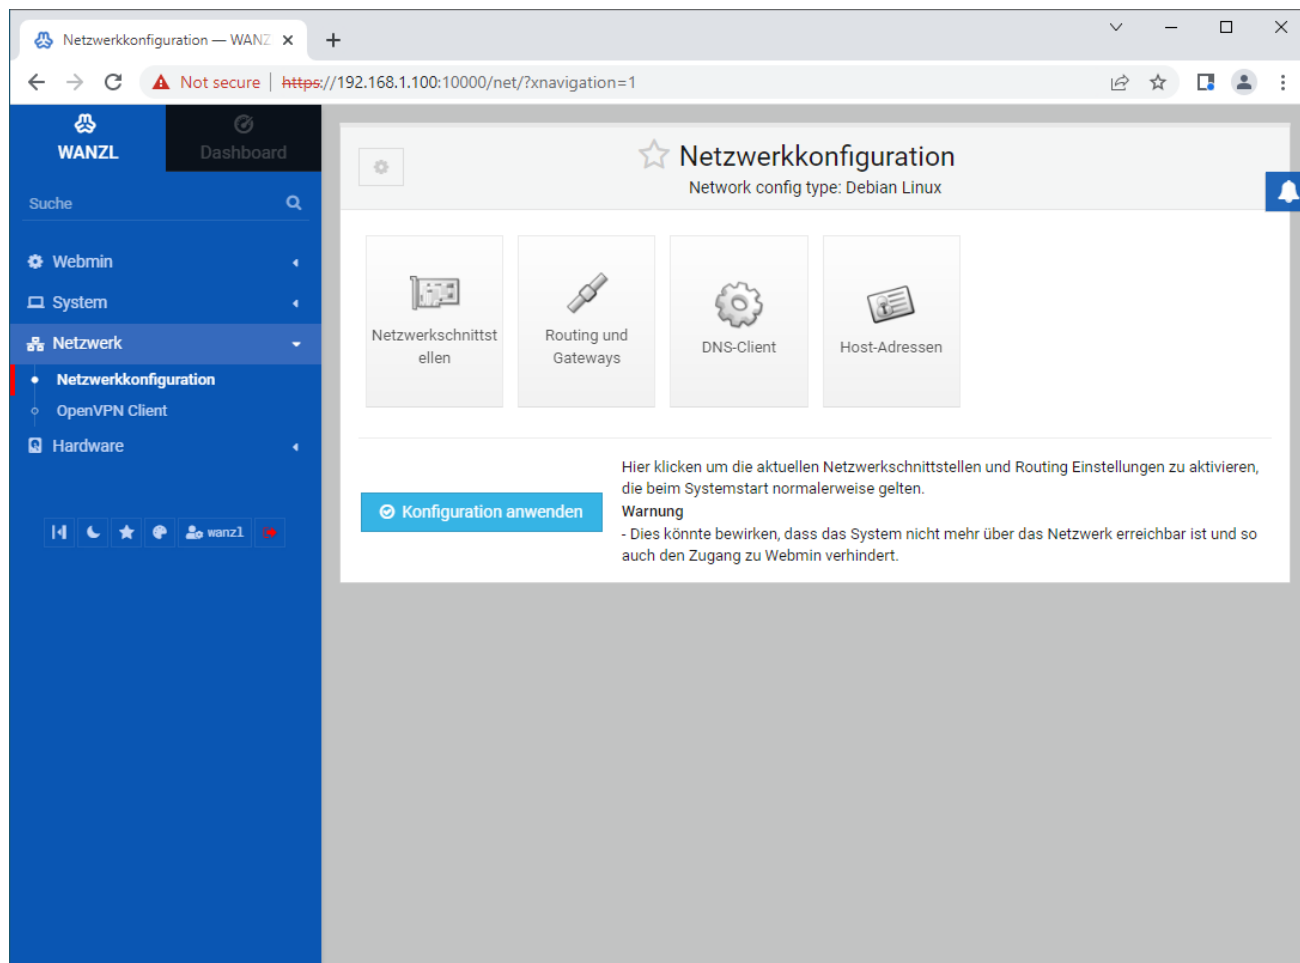 Netzwerkkonfiguration — WANZ
Not secure | https://192.168.1.100:10000/net/?xnavigation=1
WANZL
Dashboard
Suche
Webmin
System
Netzwerk
Netzwerkkonfiguration
OpenVPN Client
Hardware
wanzl
Netzwerkkonfiguration
Network config type: Debian Linux
Netzwerkschnittst
ellen
Routing und
Gateways
DNS-Client
Host-Adressen
Konfiguration anwenden
Hier klicken um die aktuellen Netzwerkschnittstellen und Routing Einstellungen zu aktivieren,
die beim Systemstart normalerweise gelten.
Warnung
- Dies könnte bewirken, dass das System nicht mehr über das Netzwerk erreichbar ist und so
auch den Zugang zu Webmin verhindert.